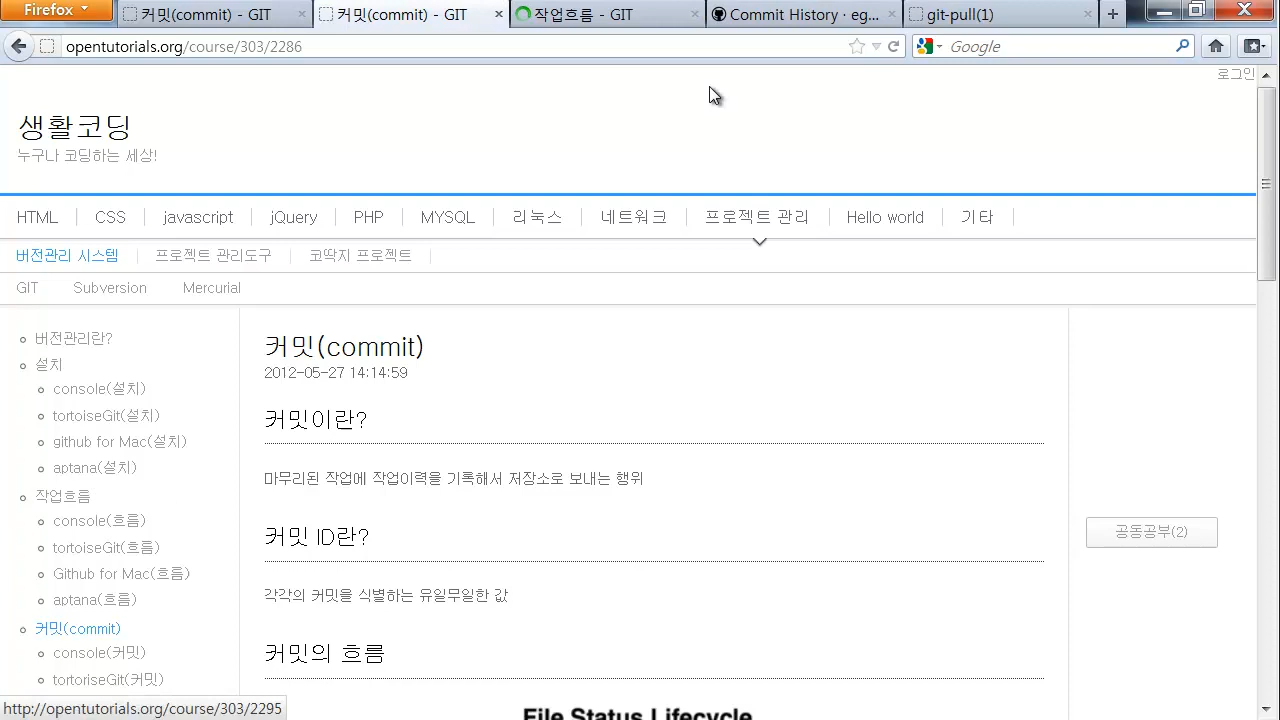 Firefox
커밋(commit) - GIT
커밋(commit) - GIT
작업흐름 - GIT
Commit History · eg...
git-pull(1)
opentutorials.org/course/303/2286
Google
로그인
생활코딩
누구나 코딩하는 세상!
HTML
CSS
javascript
jQuery
PHP
MYSQL
리눅스
네트워크
프로젝트 관리
Hello world
기타
버전관리 시스템
프로젝트 관리도구
코딱지 프로젝트
GIT
Subversion
Mercurial
버전관리란?
설치
console(설치)
tortoiseGit(설치)
github for Mac(설치)
aptana(설치)
작업흐름
console(흐름)
tortoiseGit(흐름)
Github for Mac(흐름)
aptana(흐름)
커밋(commit)
console(커밋)
tortoriseGit(커밋)
커밋(commit)
2012-05-27 14:14:59
커밋이란?
마무리된 작업에 작업이력을 기록해서 저장소로 보내는 행위
커밋 ID란?
각각의 커밋을 식별하는 유일무일한 값
커밋의 흐름
File Status Lifecycle
공동공부(2)
http://opentutorials.org/course/303/2295